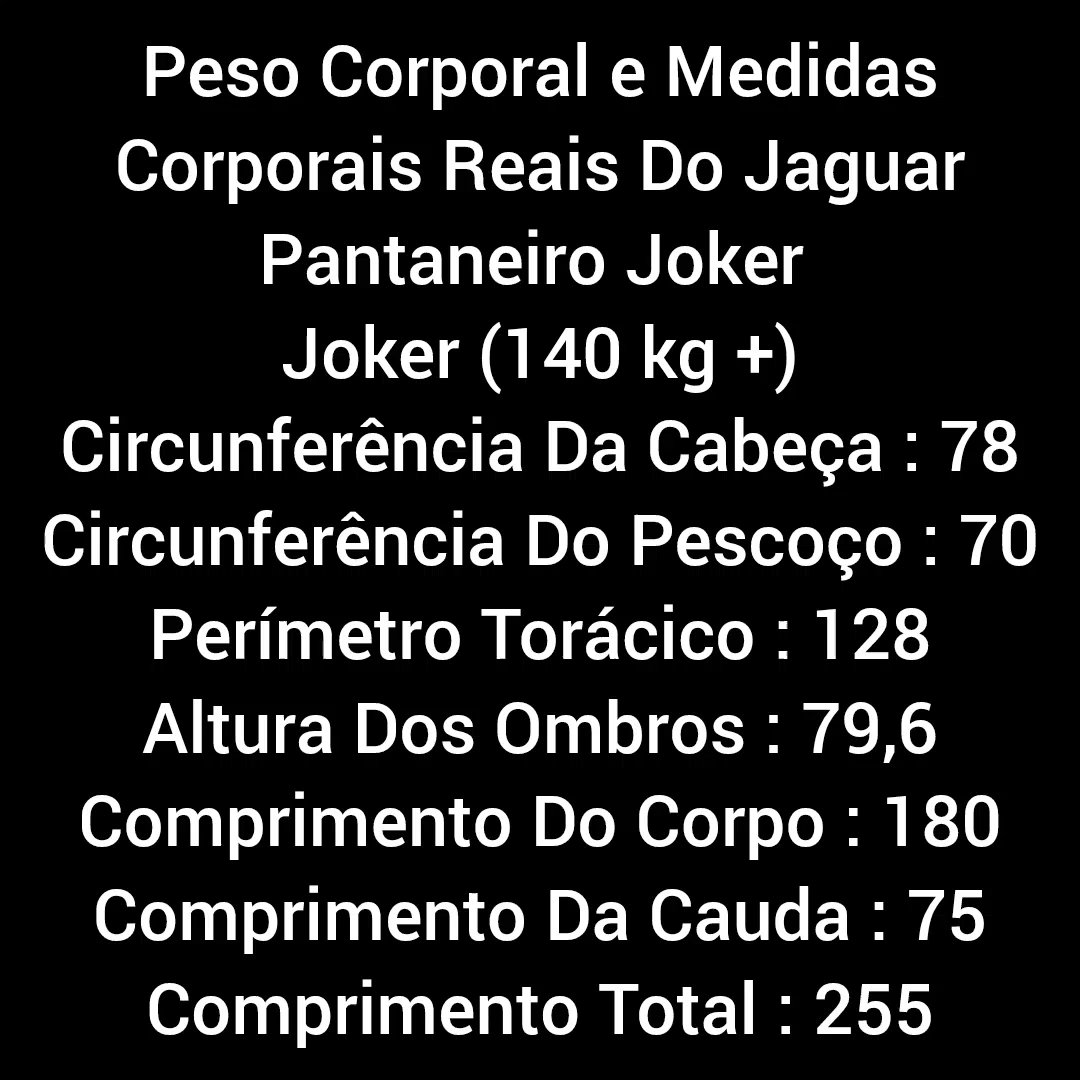 Peso Corporal e Medidas
Corporais Reais Do Jaguar
Pantaneiro Joker
Joker (140 kg +)
Circunferência Da Cabeça : 78
Circunferência Do Pescoço : 70
Perímetro Torácico : 128
Altura Dos Ombros : 79,6
Comprimento Do Corpo : 180
Comprimento Da Cauda : 75
Comprimento Total : 255